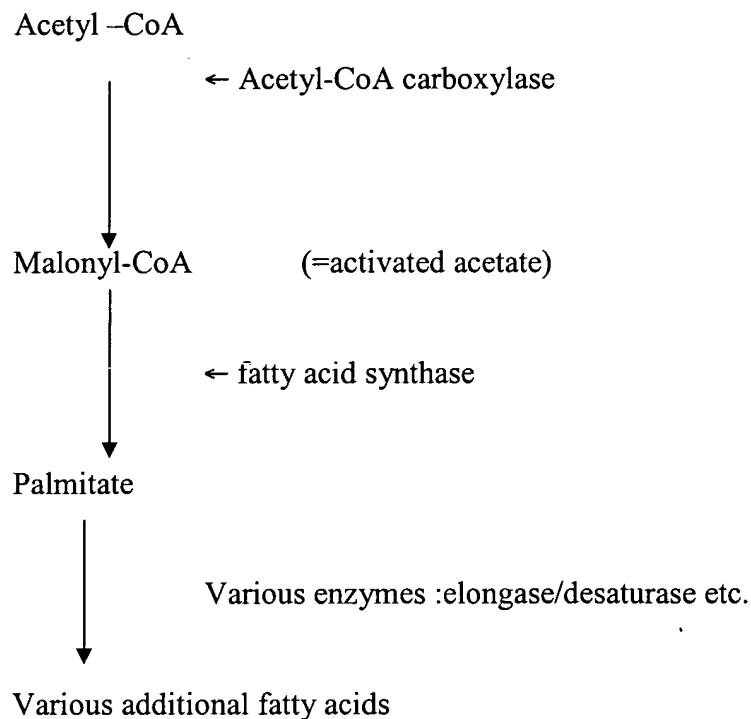 Acetyl –CoA
← Acetyl-CoA carboxylase
Malonyl-CoA (=activated acetate)
← fatty acid synthase
Palmitate
Various enzymes :elongase/desaturase etc.
Various additional fatty acids